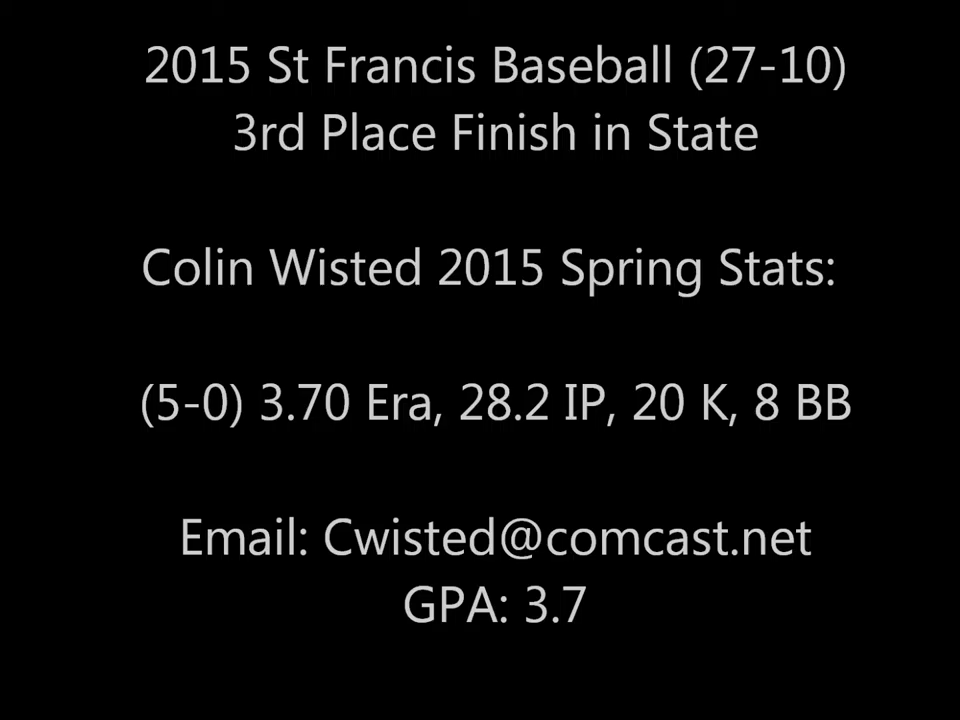 2015 St Francis Baseball (27-10)
3rd Place Finish in State
Colin Wisted 2015 Spring Stats:
(5-0) 3.70 Era, 28.2 IP, 20 K, 8 BB
Email: Cwisted@comcast.net
GPA: 3.7